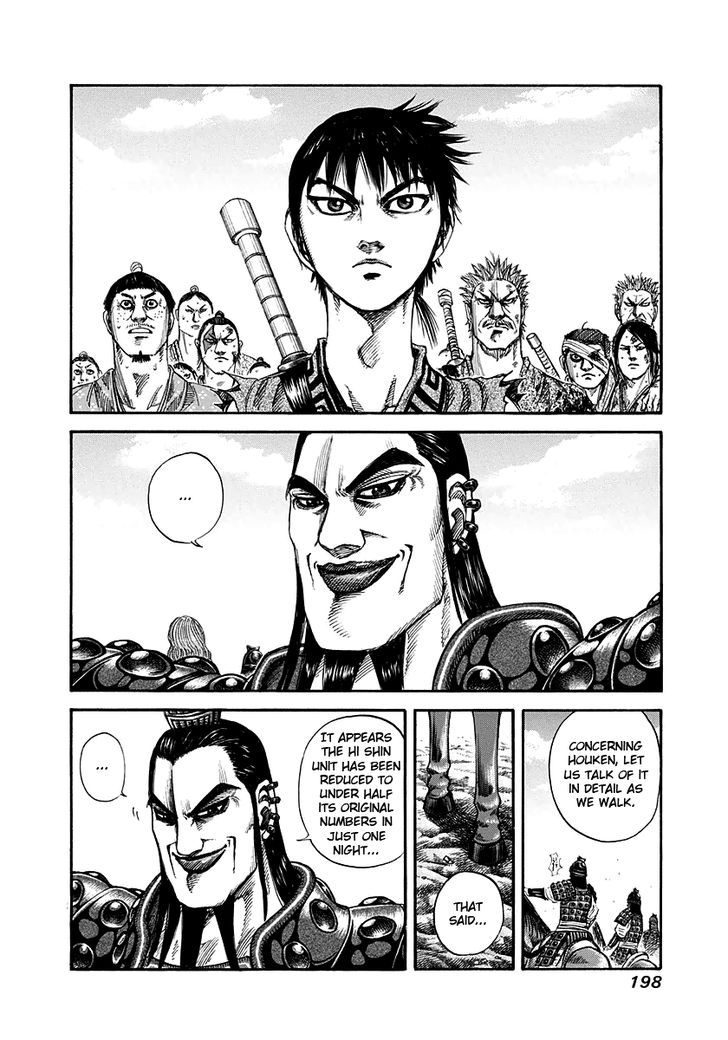 ...
CONCERNING
HOUKEN, LET
US TALK OF IT
IN DETAIL AS
WE WALK.
THAT
SAID...
IT
APPEARS
THE HI SHIN
UNIT HAS BEEN
REDUCED TO
UNDER HALF
ITS ORIGINAL
NUMBERS IN
JUST ONE
NIGHT...
...
198